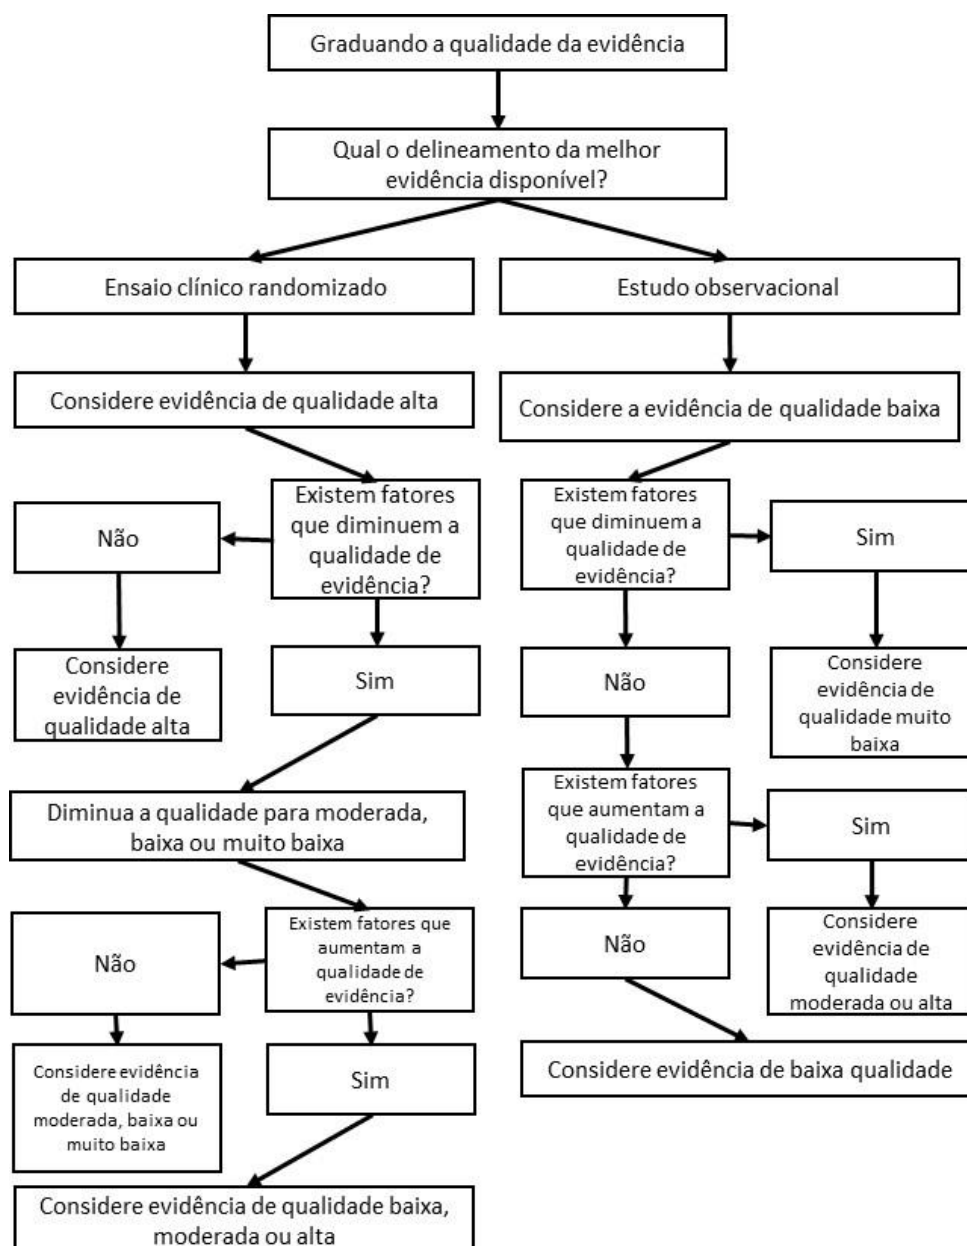 Graduando a qualidade da evidência
Qual o delineamento da melhor
evidência disponível?
Ensaio clínico randomizado
Estudo observacional
Considere evidência de qualidade alta
Considere a evidência de qualidade baixa
Não
Existem fatores
que diminuem a
qualidade de
evidência?
Existem fatores
que diminuem a
qualidade de
evidência?
Sim
Considere
evidência de
qualidade alta
Sim
Não
Considere
evidência de
qualidade muito
baixa
Diminua a qualidade para moderada,
baixa ou muito baixa
Existem fatores
que aumentam a
qualidade de
evidência?
Sim
Não
Existem fatores que
aumentam a
qualidade de
evidência?
Não
Considere
evidência de
qualidade
moderada ou alta
Considere evidência
de qualidade
moderada, baixa ou
muito baixa
Sim
Considere evidência de baixa qualidade
Considere evidência de qualidade baixa,
moderada ou alta